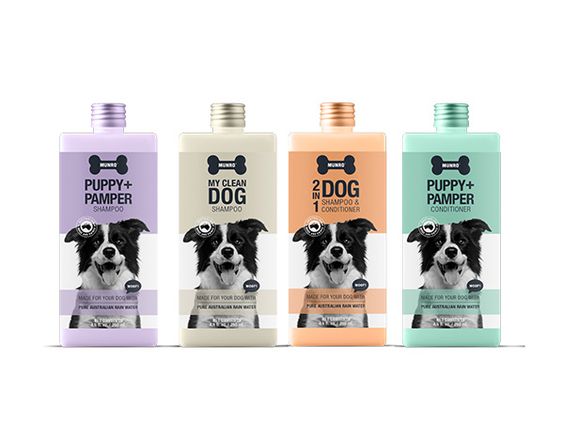 MUNRO
PUPPY+
PAMPER
SHAMPOO
WOOF!
MADE FOR YOUR DOG WITH
PURE AUSTRALIAN RAIN WATER
MUNRO
MY CLEAN
DOG
SHAMPOO
WOOF!
MADE FOR YOUR DOG WITH
PURE AUSTRALIAN RAIN WATER
MUNRO
2 IN 1 DOG
SHAMPOO &
CONDITIONER
WOOF!
MADE FOR YOUR DOG WITH
PURE AUSTRALIAN RAIN WATER
MUNRO
PUPPY+
PAMPER
CONDITIONER
WOOF!
MADE FOR YOUR DOG WITH
PURE AUSTRALIAN RAIN WATER